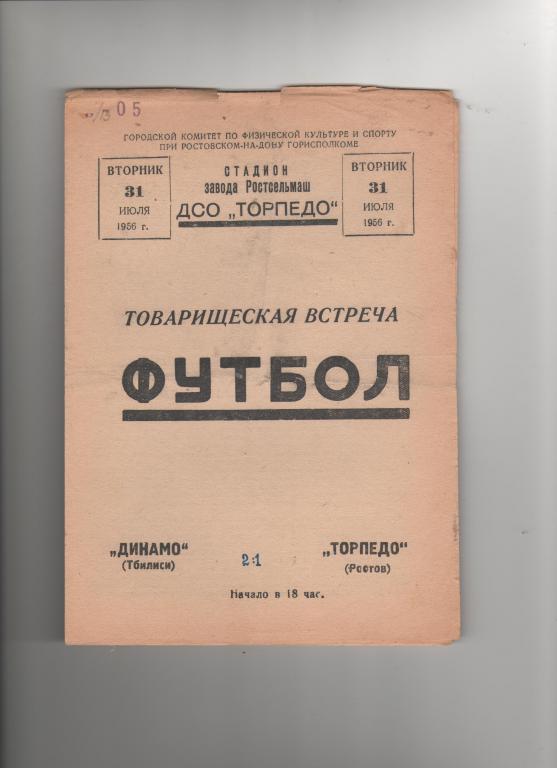 05
ГОРОДСКОЙ КОМИТЕТ ПО ФИЗИЧЕСКОЙ КУЛЬТУРЕ И СПОРТУ
ПРИ РОСТОВСКОМ-НА-ДОНУ ГОРИСПОЛКОМЕ
ВТОРНИК
31
ИЮЛЯ
1956 г.
СТАДИОН
завода Ростсельмаш
ДСО „ТОРПЕДО“
ВТОРНИК
31
ИЮЛЯ
1956 г.
ТОВАРИЩЕСКАЯ ВСТРЕЧА
ФУТБОЛ
„ДИНАМО“
(Тбилиси)
2:1
„ТОРПЕДО“
(Ростов)
Начало в 18 час.